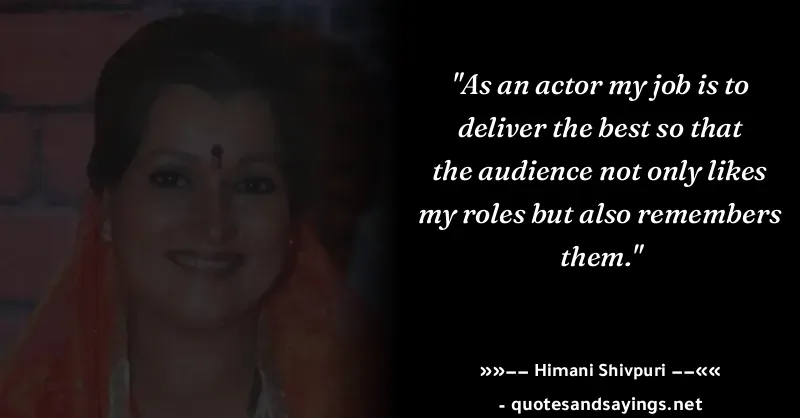 "As an actor my job is to
deliver the best so that
the audience not only likes
my roles but also remembers
them."
»»−− Himani Shivpuri −−««
- quotesandsayings.net